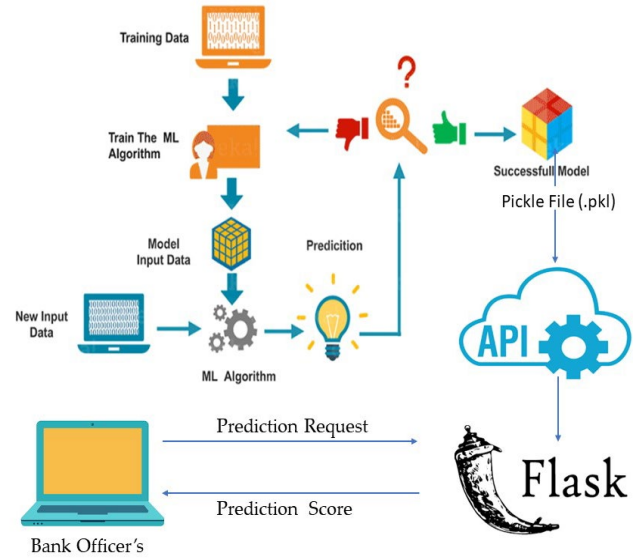 Training Data
?
Train The ML
Algorithm
Successfull Model
Pickle File (.pkl)
Model
Input Data
Predicition
New Input
Data
API
ML Algorithm
Prediction Request
Flask
Prediction Score
Bank Officer's